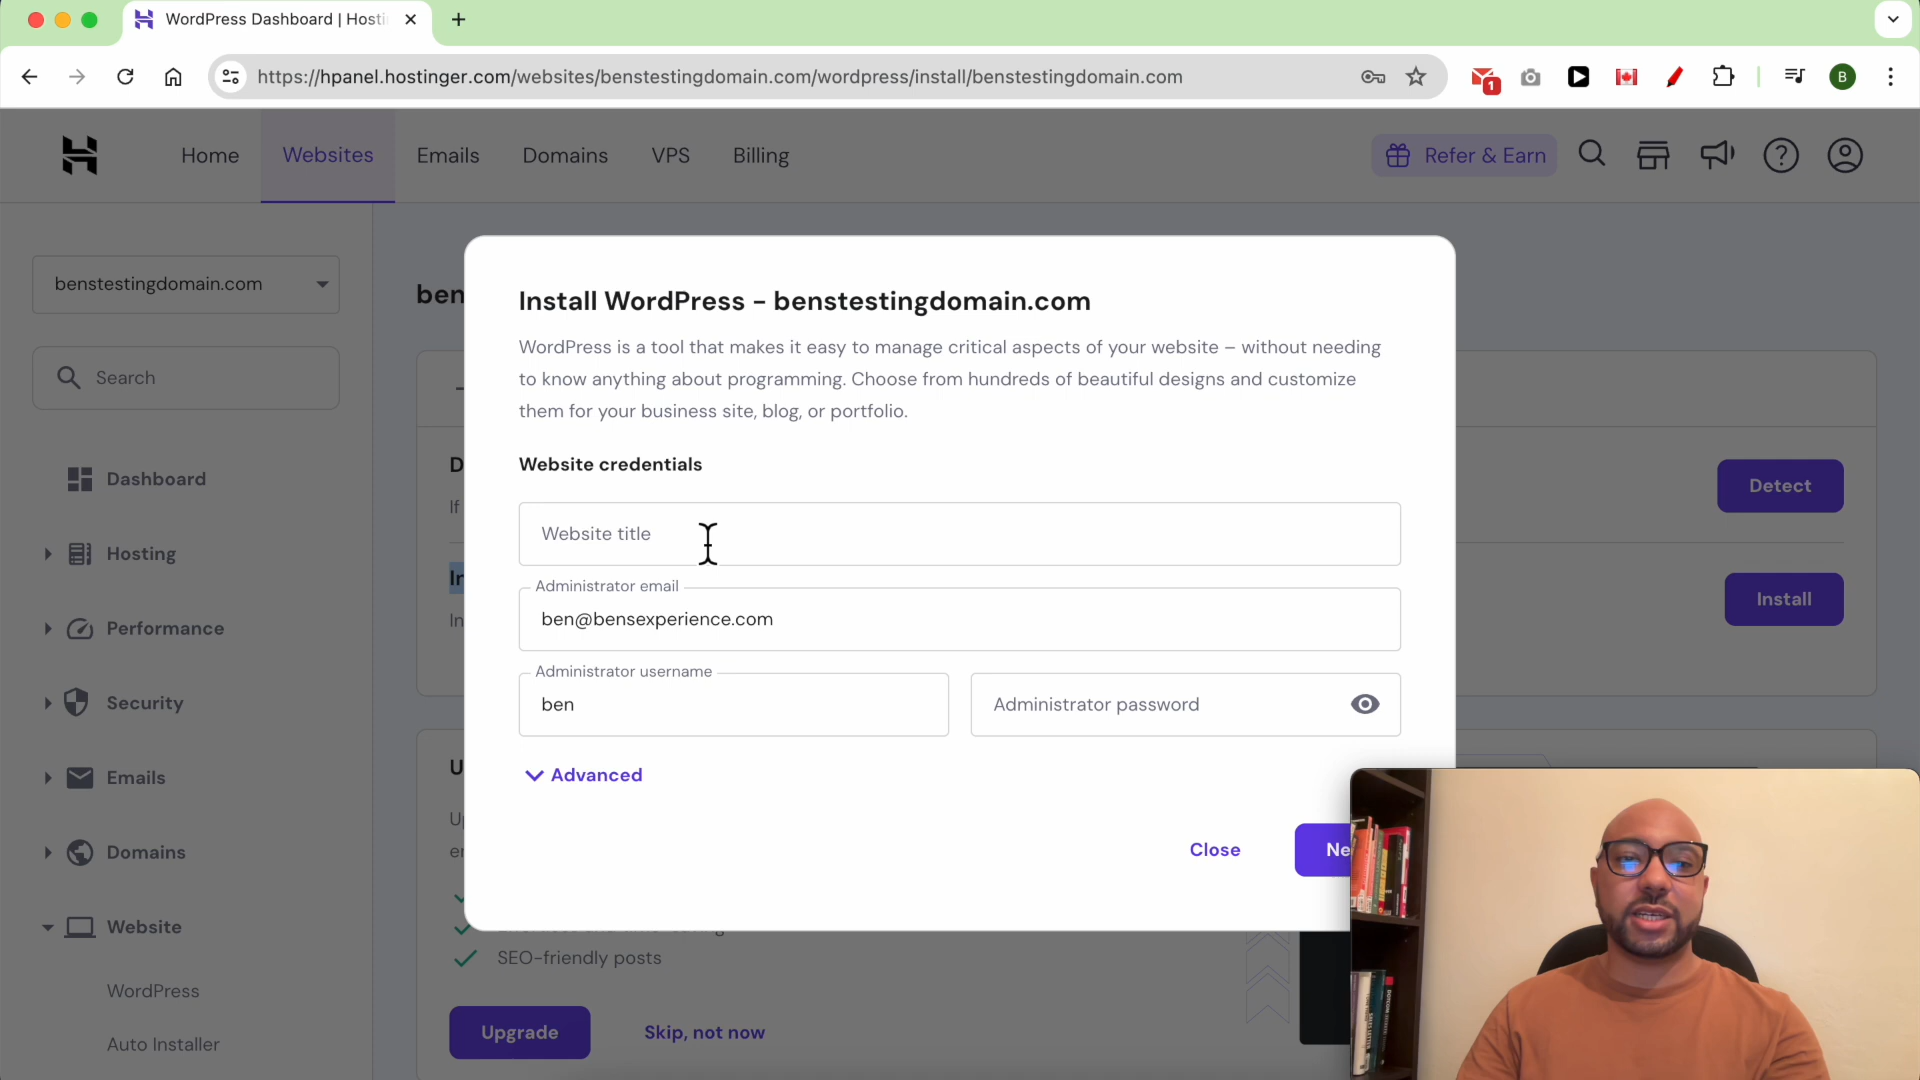 WordPress Dashboard | Hosti
https://hpanel.hostinger.com/websites/benstestingdomain.com/wordpress/install/benstestingdomain.com
1
B
Home
Websites
Emails
Domains
VPS
Billing
Refer & Earn
benstestingdomain.com
Search
Dashboard
Hosting
Performance
Security
Emails
Domains
Website
WordPress
Auto Installer
ben
Install WordPress – benstestingdomain.com
WordPress is a tool that makes it easy to manage critical aspects of your website – without needing
to know anything about programming. Choose from hundreds of beautiful designs and customize
them for your business site, blog, or portfolio.
Website credentials
Website title
Administrator email
ben@bensexperience.com
Administrator username
ben
Administrator password
Advanced
Close
Ne
Detect
Install
If
In
In
SEO-friendly posts
Upgrade
Skip, not now